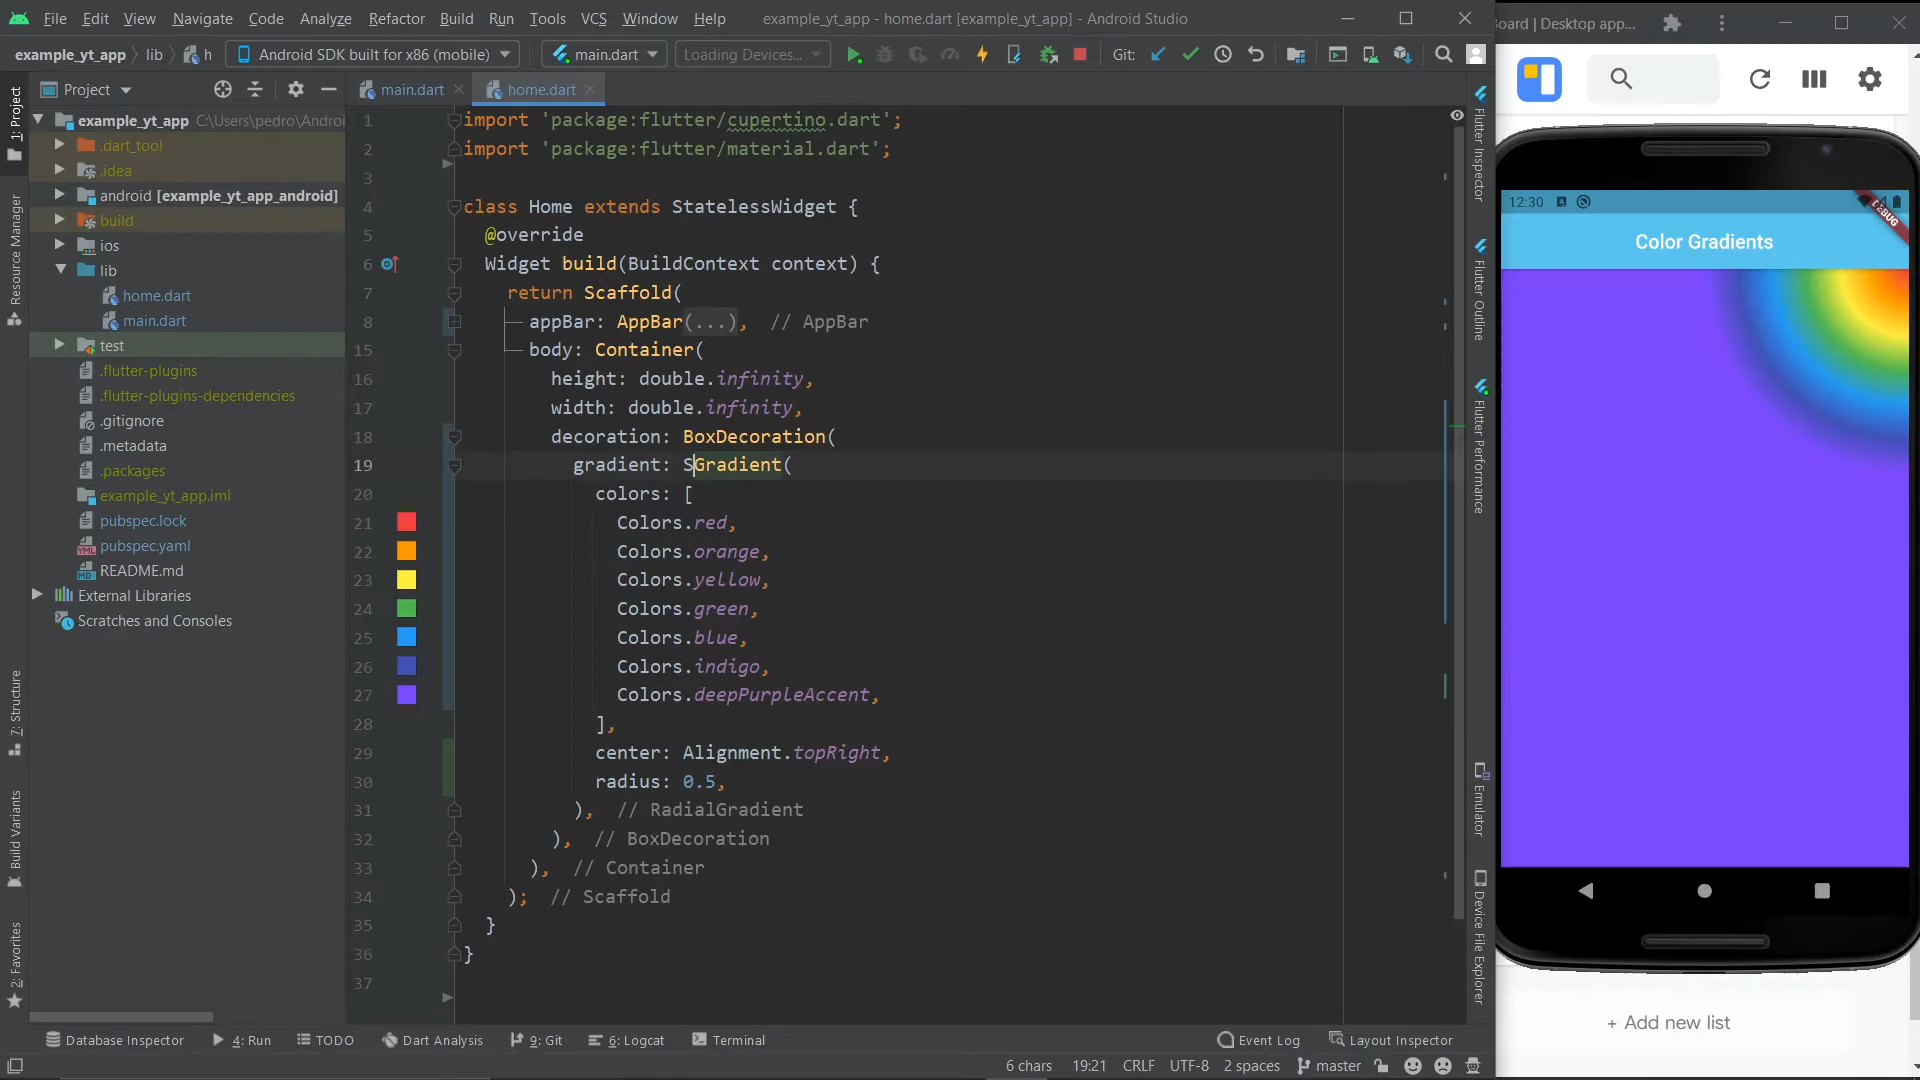 File Edit View Navigate Code Analyze Refactor Build Run Tools VCS Window Help example_yt_app - home.dart [example_yt_app] - Android Studio
Board | Desktop app...
example_yt_app lib h Android SDK built for x86 (mobile) main.dart Loading Devices... Git:
Project main.dart home.dart
example_yt_app C:\Users\pedro\Androi
.dart_tool
.idea
android [example_yt_app_android]
build
ios
lib
home.dart
main.dart
test
.flutter-plugins
.flutter-plugins-dependencies
.gitignore
.metadata
.packages
example_yt_app.iml
pubspec.lock
pubspec.yaml
README.md
External Libraries
Scratches and Consoles
1: Project
Resource Manager
7: Structure
Build Variants
2: Favorites
1 import 'package:flutter/cupertino.dart';
2 import 'package:flutter/material.dart';
3
4 class Home extends StatelessWidget {
5 @override
6 Widget build(BuildContext context) {
7 return Scaffold(
8 appBar: AppBar(...), // AppBar
15 body: Container(
16 height: double.infinity,
17 width: double.infinity,
18 decoration: BoxDecoration(
19 gradient: SGradient(
20 colors: [
21 Colors.red,
22 Colors.orange,
23 Colors.yellow,
24 Colors.green,
25 Colors.blue,
26 Colors.indigo,
27 Colors.deepPurpleAccent,
28 ],
29 center: Alignment.topRight,
30 radius: 0.5,
31 ), // RadialGradient
32 ), // BoxDecoration
33 ), // Container
34 ); // Scaffold
35 }
36 }
37
Flutter Inspector
Flutter Outline
Flutter Performance
Emulator
Device File Explorer
12:30
DEBUG
Color Gradients
+ Add new list
Database Inspector 4: Run TODO Dart Analysis 9: Git 6: Logcat Terminal Event Log Layout Inspector
6 chars 19:21 CRLF UTF-8 2 spaces master